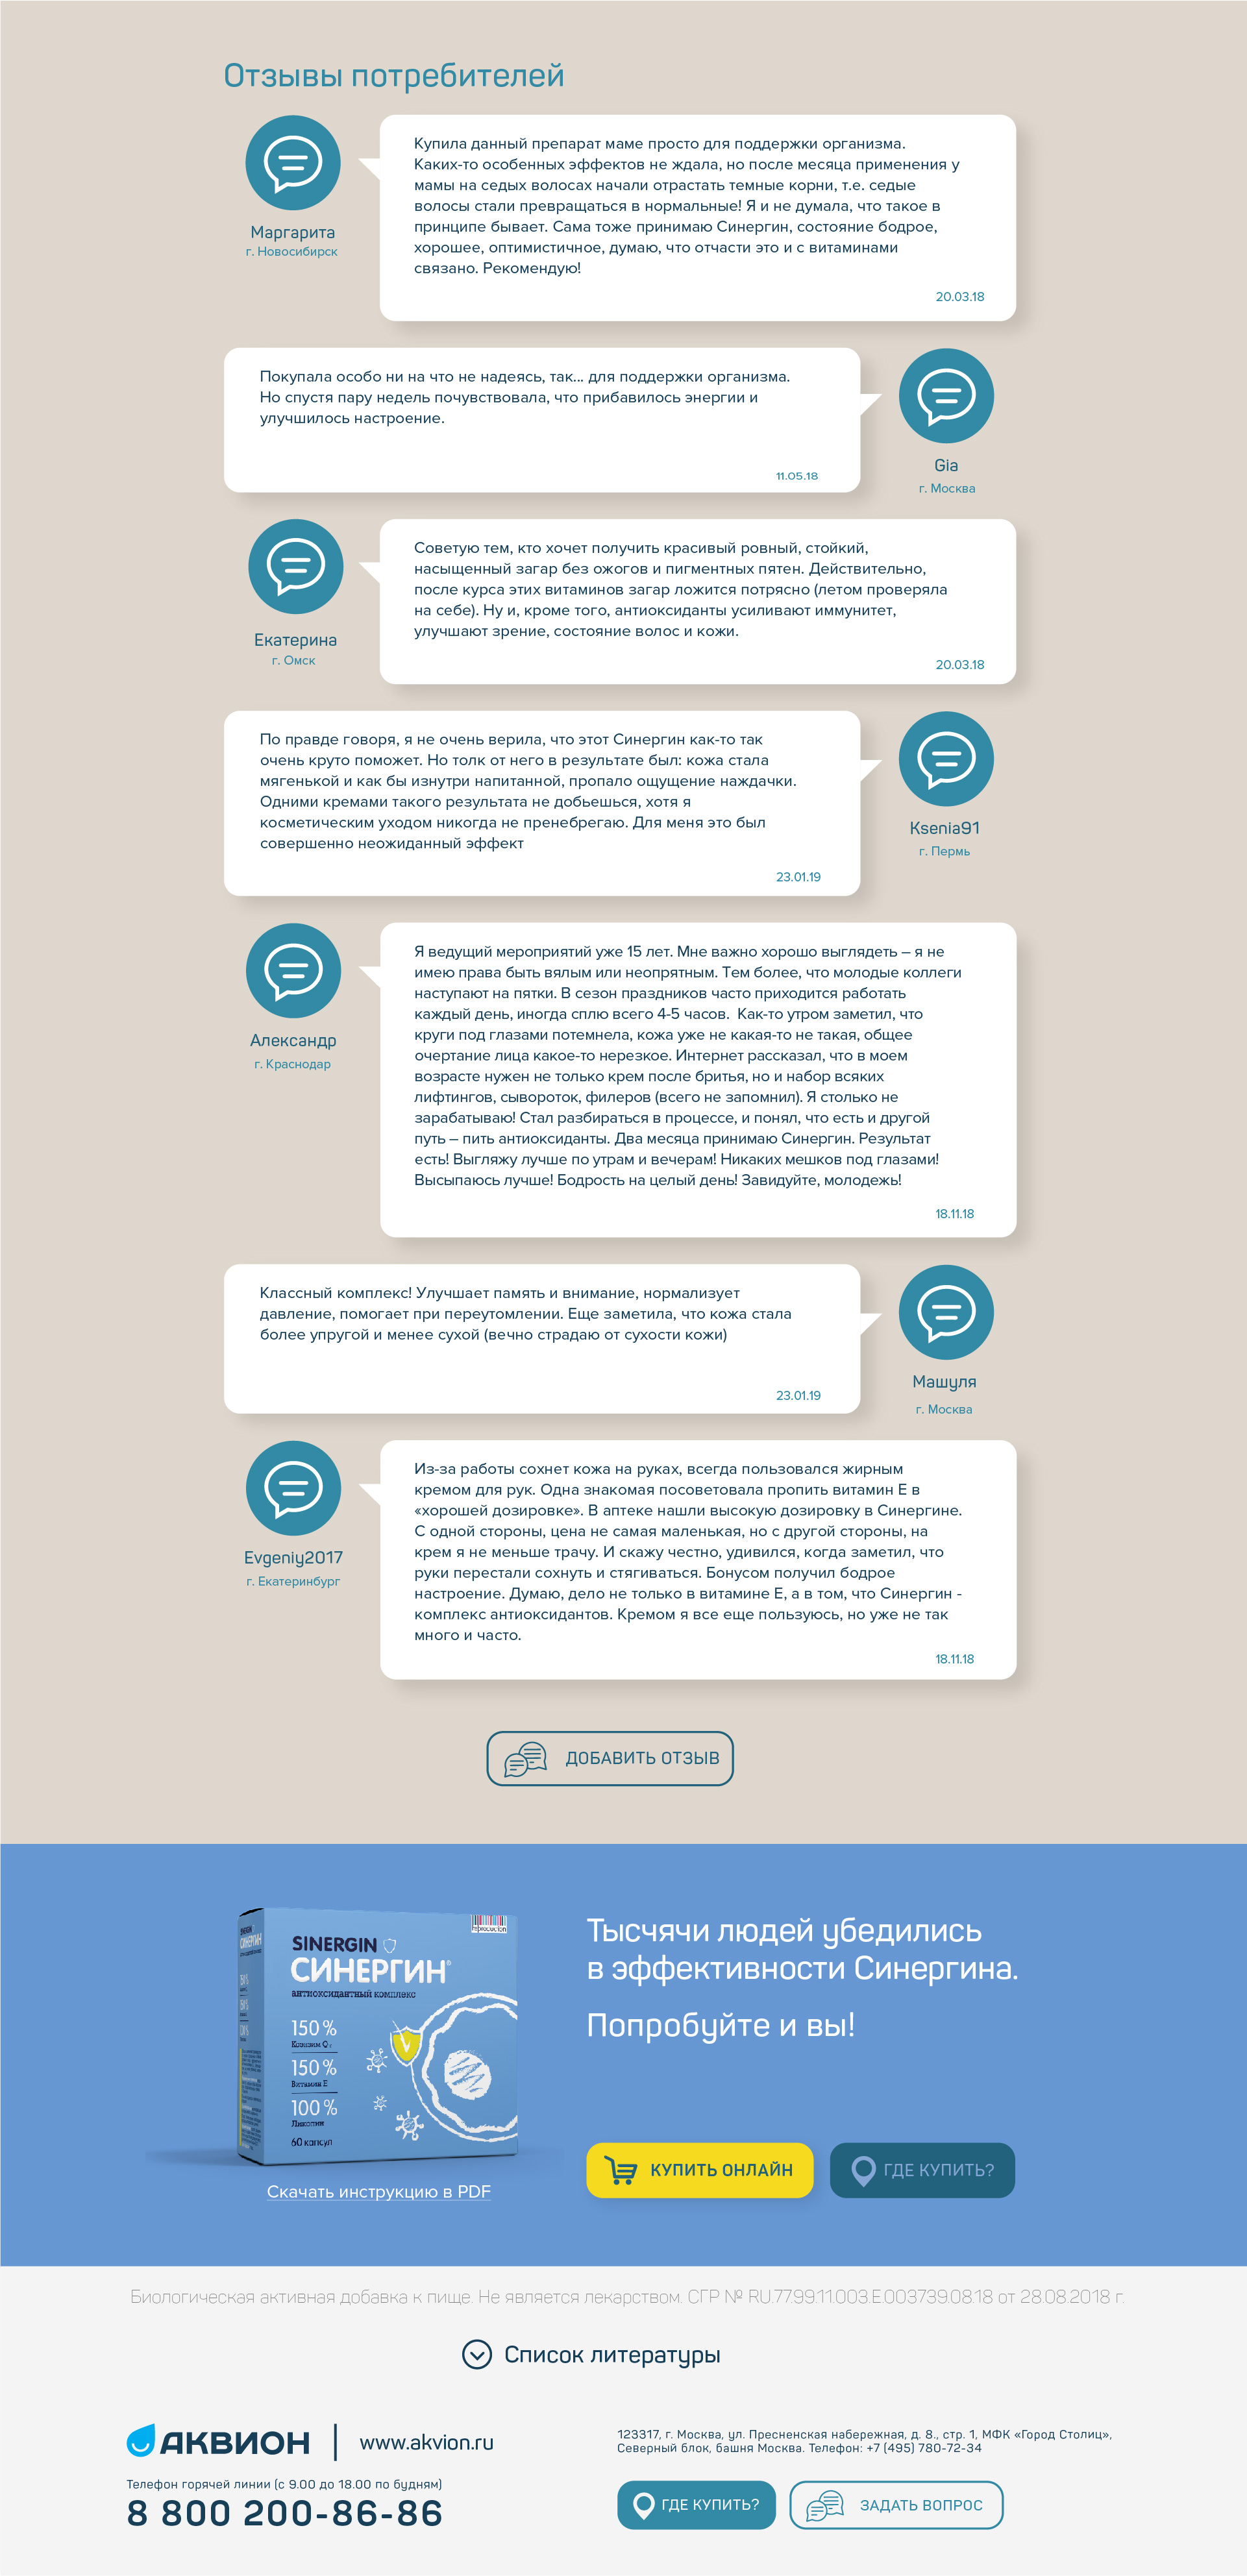 Отзывы потребителей
Купила данный препарат маме просто для поддержки организма.
Каких-то особенных эффектов не ждала, но после месяца применения у
мамы на седых волосах начали отрастать темные корни, т.е. седые
волосы стали превращаться в нормальные! Я и не думала, что такое в
принципе бывает. Сама тоже принимаю Синергин, состояние бодрое,
хорошее, оптимистичное, думаю, что отчасти это и с витаминами
связано. Рекомендую!
20.03.18
Маргарита
г. Новосибирск
Покупала особо ни на что не надеясь, так... для поддержки организма.
Но спустя пару недель почувствовала, что прибавилось энергии и
улучшилось настроение.
11.05.18
Gia
г. Москва
Советую тем, кто хочет получить красивый ровный, стойкий,
насыщенный загар без ожогов и пигментных пятен. Действительно,
после курса этих витаминов загар ложится потрясно (летом проверяла
на себе). Ну и, кроме того, антиоксиданты усиливают иммунитет,
улучшают зрение, состояние волос и кожи.
20.03.18
Екатерина
г. Омск
По правде говоря, я не очень верила, что этот Синергин как-то так
очень круто поможет. Но толк от него в результате был: кожа стала
мягенькой и как бы изнутри напитанной, пропало ощущение наждачки.
Одними кремами такого результата не добьешься, хотя я
косметическим уходом никогда не пренебрегаю. Для меня это был
совершенно неожиданный эффект
23.01.19
Ksenia91
г. Пермь
Я ведущий мероприятий уже 15 лет. Мне важно хорошо выглядеть – я не
имею права быть вялым или неопрятным. Тем более, что молодые коллеги
наступают на пятки. В сезон праздников часто приходится работать
каждый день, иногда сплю всего 4-5 часов. Как-то утром заметил, что
круги под глазами потемнела, кожа уже не какая-то не такая, общее
очертание лица какое-то нерезкое. Интернет рассказал, что в моем
возрасте нужен не только крем после бритья, но и набор всяких
лифтингов, сывороток, филеров (всего не запомнил). Я столько не
зарабатываю! Стал разбираться в процессе, и понял, что есть и другой
путь – пить антиоксиданты. Два месяца принимаю Синергин. Результат
есть! Выгляжу лучше по утрам и вечерам! Никаких мешков под глазами!
Высыпаюсь лучше! Бодрость на целый день! Завидуйте, молодежь!
18.11.18
Александр
г. Краснодар
Классный комплекс! Улучшает память и внимание, нормализует
давление, помогает при переутомлении. Еще заметила, что кожа стала
более упругой и менее сухой (вечно страдаю от сухости кожи)
23.01.19
Машуля
г. Москва
Из-за работы сохнет кожа на руках, всегда пользовался жирным
кремом для рук. Одна знакомая посоветовала пропить витамин Е в
«хорошей дозировке». В аптеке нашли высокую дозировку в Синергине.
С одной стороны, цена не самая маленькая, но с другой стороны, на
крем я не меньше трачу. И скажу честно, удивился, когда заметил, что
руки перестали сохнуть и стягиваться. Бонусом получил бодрое
настроение. Думаю, дело не только в витамине Е, а в том, что Синергин -
комплекс антиоксидантов. Кремом я все еще пользуюсь, но уже не так
много и часто.
18.11.18
Evgeniy2017
г. Екатеринбург
ДОБАВИТЬ ОТЗЫВ
SINERGIN
СИНЕРГИН®
антиоксидантный комплекс
150 %
Коэнзим Q
150 %
Витамин Е
100 %
Ликопин
60 капсул
Скачать инструкцию в PDF
Тысячи людей убедились
в эффективности Синергина.
Попробуйте и вы!
КУПИТЬ ОНЛАЙН
ГДЕ КУПИТЬ?
Биологическая активная добавка к пище. Не является лекарством. СГР № RU.77.99.11.003.Е.003739.08.18 от 28.08.2018 г.
Список литературы
АКВИОН
www.akvion.ru
Телефон горячей линии (с 9.00 до 18.00 по будням)
8 800 200-86-86
123317, г. Москва, ул. Пресненская набережная, д. 8., стр. 1, МФК «Город Столиц»,
Северный блок, башня Москва. Телефон: +7 (495) 780-72-34
ГДЕ КУПИТЬ?
ЗАДАТЬ ВОПРОС